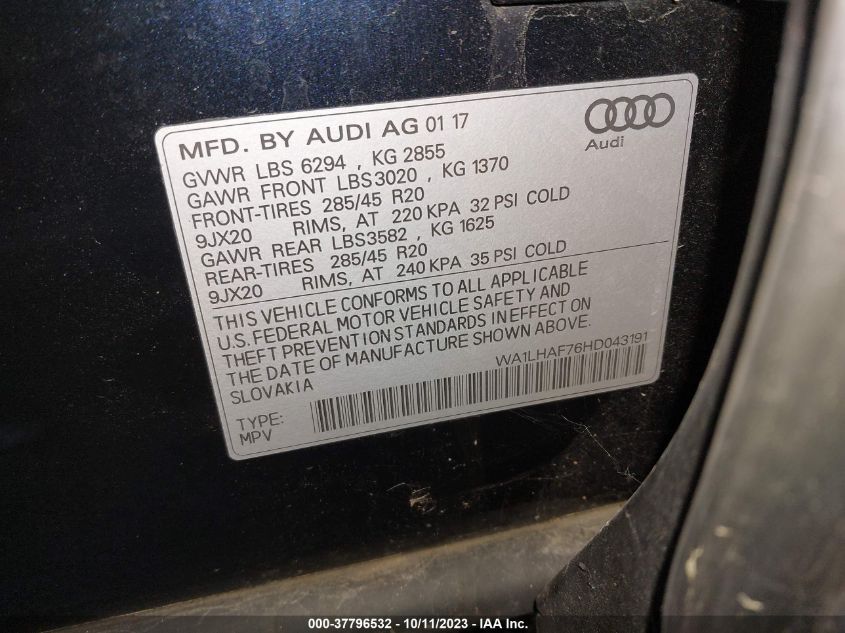 MFD. BY AUDI AG 01 17
Audi
GVWR LBS 6294 , KG 2855
GAWR FRONT LBS3020 , KG 1370
FRONT-TIRES 285/45 R20
9JX20 RIMS, AT 220 KPA 32 PSI COLD
GAWR REAR LBS3582 , KG 1625
REAR-TIRES 285/45 R20
9JX20 RIMS, AT 240 KPA 35 PSI COLD
THIS VEHICLE CONFORMS TO ALL APPLICABLE
U.S. FEDERAL MOTOR VEHICLE SAFETY AND
THEFT PREVENTION STANDARDS IN EFFECT ON
THE DATE OF MANUFACTURE SHOWN ABOVE.
SLOVAKIA WA1LHAF76HD043191
TYPE:
MPV
000-37796532 - 10/11/2023 - IAA Inc.